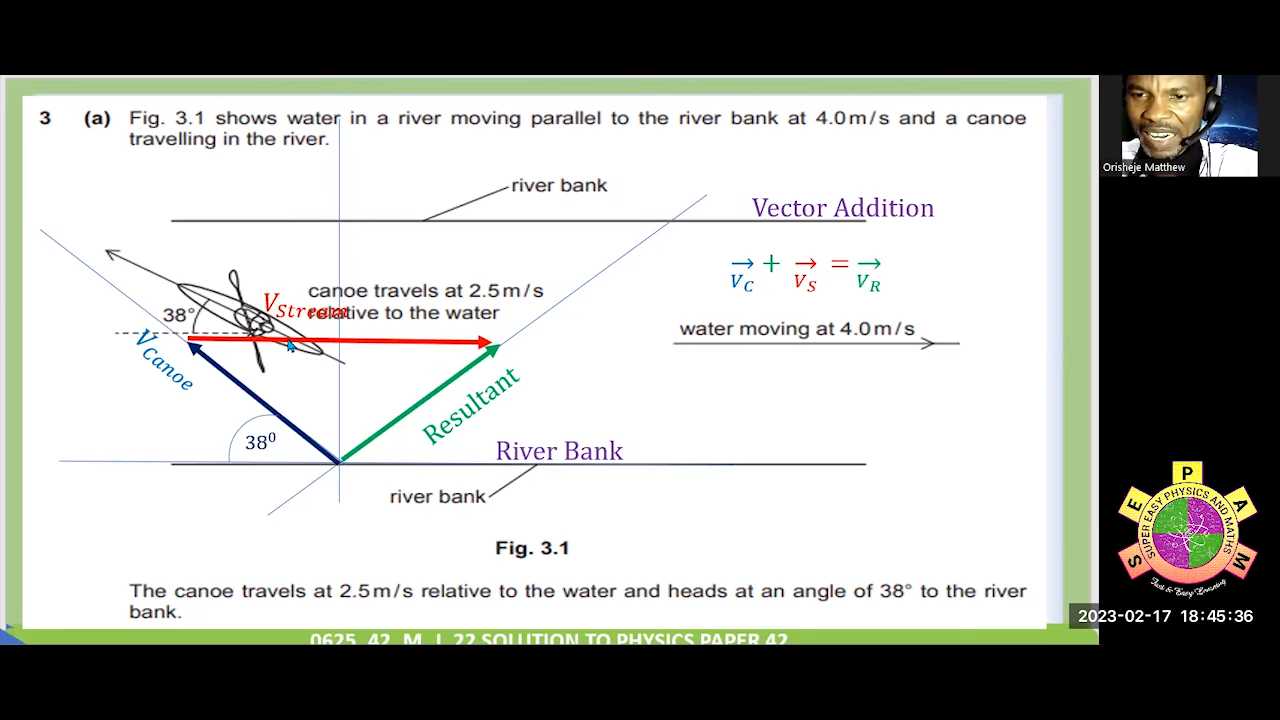 3 (a) Fig. 3.1 shows water in a river moving parallel to the river bank at 4.0 m/s and a canoe
travelling in the river.
Orisheje Matthew
river bank
Vector Addition
v_C + v_S = v_R
canoe travels at 2.5 m/s
relative to the water
38°
V_Stream
water moving at 4.0 m/s
V_canoe
Resultant
38⁰
River Bank
river bank
Fig. 3.1
The canoe travels at 2.5 m/s relative to the water and heads at an angle of 38° to the river
bank.
S E P A M
SUPER EASY PHYSICS AND MATHS
Fast & Easy Learning
2023-02-17 18:45:36
0625_42_M_J_22 SOLUTION TO PHYSICS PAPER 42